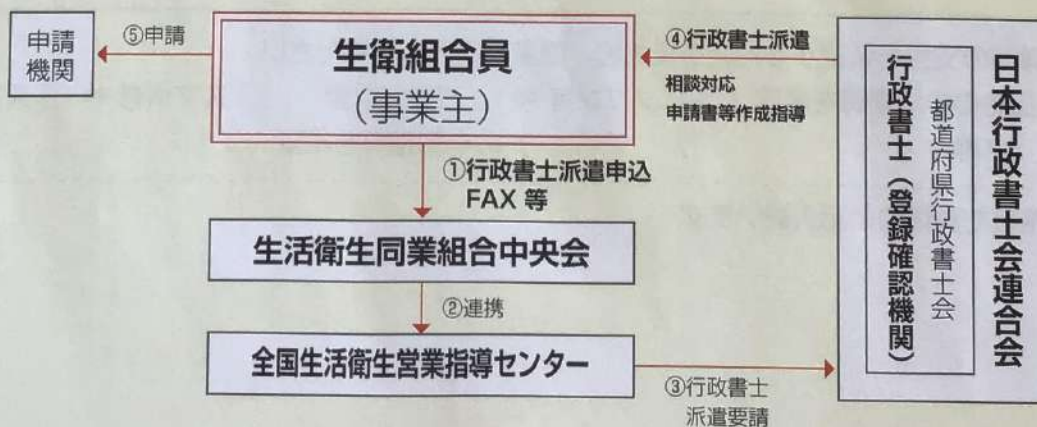 申請
機関
⑤申請
生衛組合員
（事業主）
④行政書士派遣
相談対応
申請書等作成指導
①行政書士派遣申込
FAX 等
生活衛生同業組合中央会
②連携
全国生活衛生営業指導センター
③行政書士
派遣要請
日本行政書士会連合会
都道府県行政書士会
行政書士（登録確認機関）